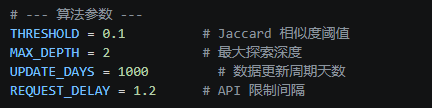 # --- 算法参数 ---
THRESHOLD = 0.1 # Jaccard 相似度阈值
MAX_DEPTH = 2 # 最大探索深度
UPDATE_DAYS = 1000 # 数据更新周期天数
REQUEST_DELAY = 1.2 # API 限制间隔